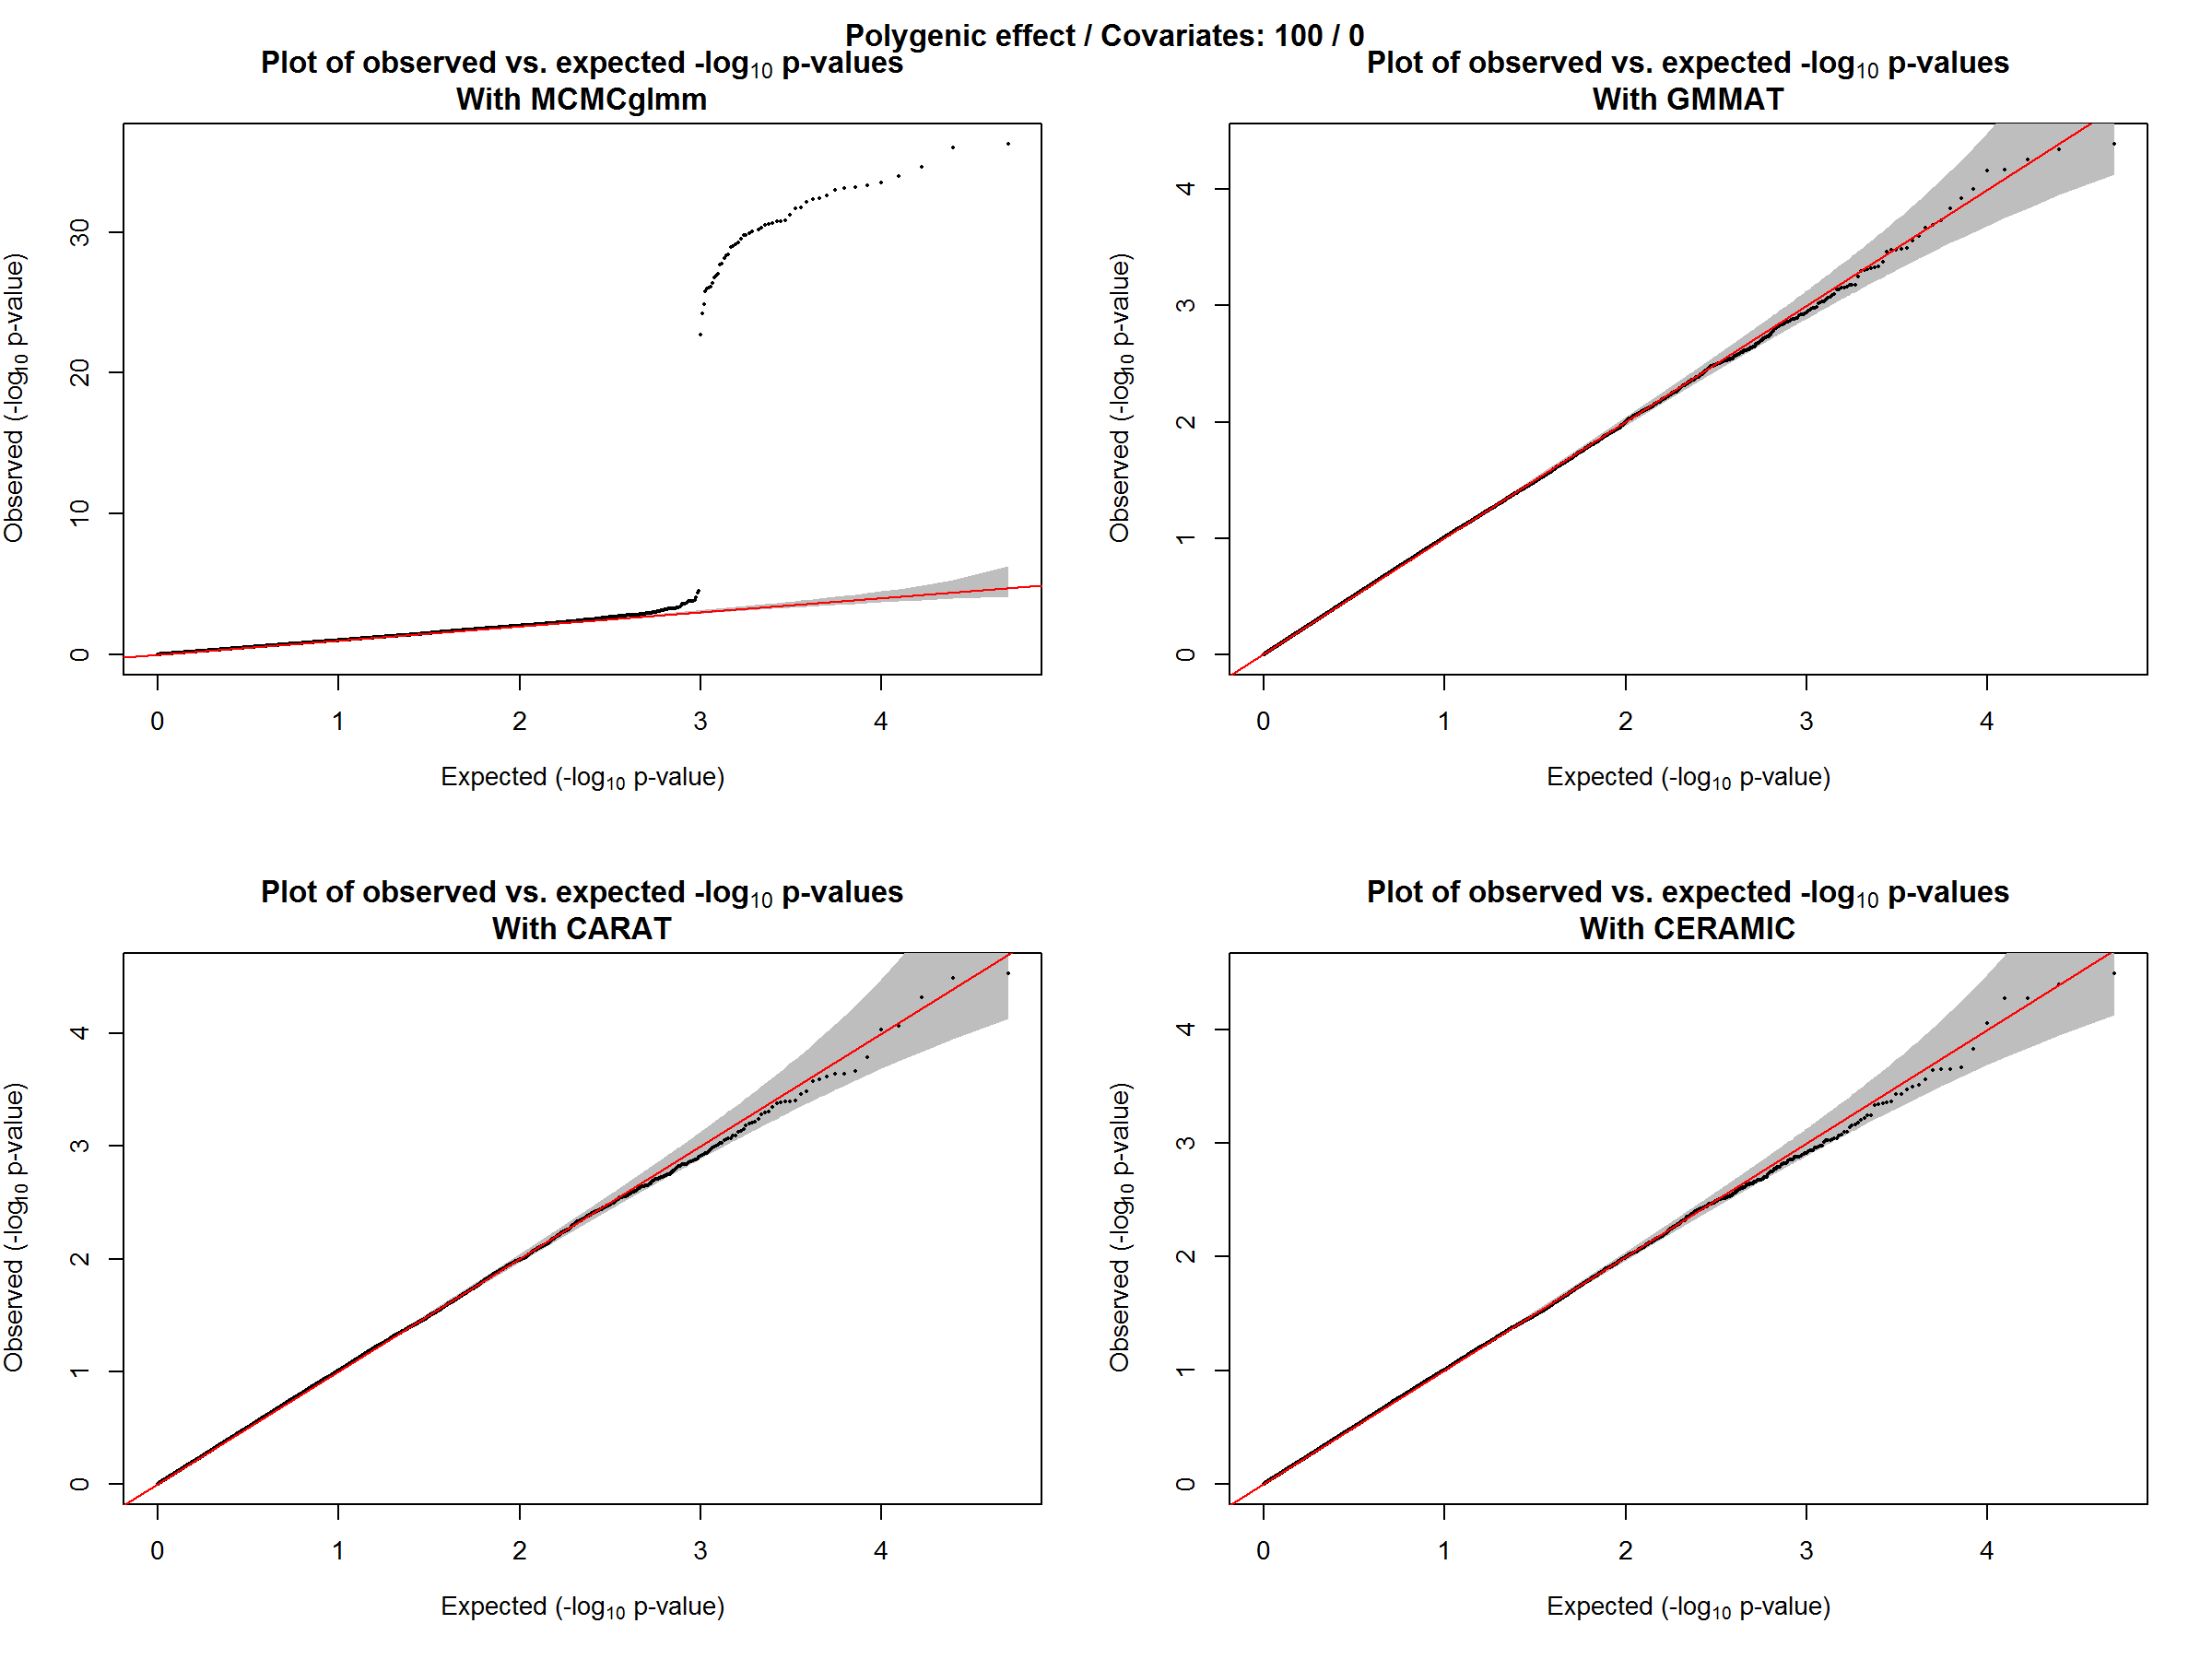 Polygenic effect / Covariates: 100 / 0
Plot of observed vs. expected -log10 p-values
With MCMCglmm
Observed (-log10 p-value)
30
20
10
0
0 1 2 3 4
Expected (-log10 p-value)
Plot of observed vs. expected -log10 p-values
With GMMAT
Observed (-log10 p-value)
4
3
2
1
0
0 1 2 3 4
Expected (-log10 p-value)
Plot of observed vs. expected -log10 p-values
With CARAT
Observed (-log10 p-value)
4
3
2
1
0
0 1 2 3 4
Expected (-log10 p-value)
Plot of observed vs. expected -log10 p-values
With CERAMIC
Observed (-log10 p-value)
4
3
2
1
0
0 1 2 3 4
Expected (-log10 p-value)